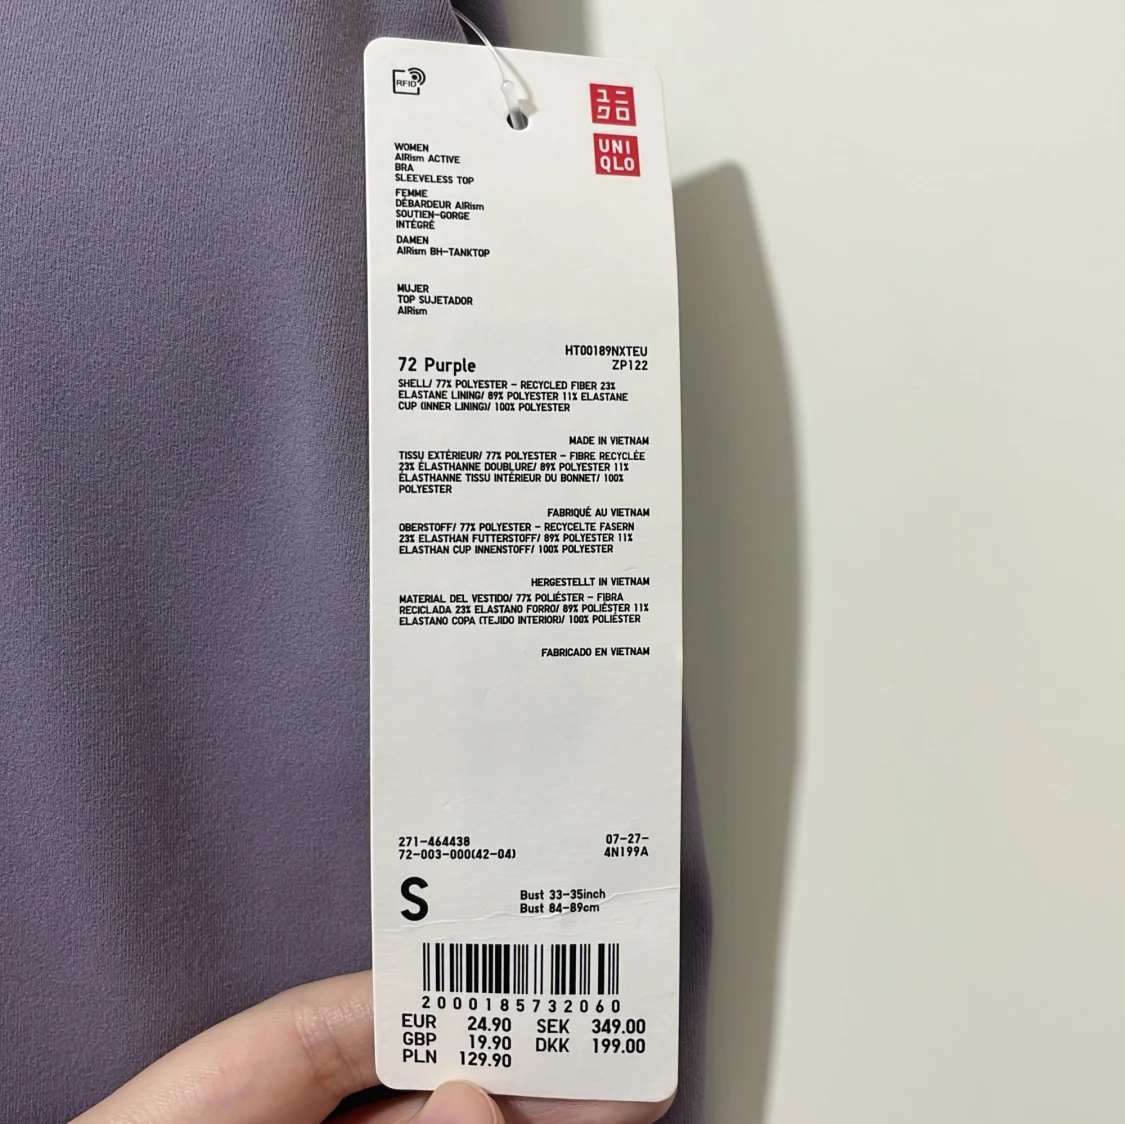 RFID
ユニ
クロ
UNI
QLO
WOMEN
AIRism ACTIVE
BRA
SLEEVELESS TOP
FEMME
DÉBARDEUR AIRism
SOUTIEN-GORGE
INTÉGRÉ
DAMEN
AIRism BH-TANKTOP
MUJER
TOP SUJETADOR
AIRism
HT00189NXTEU
72 Purple
ZP122
SHELL/ 77% POLYESTER - RECYCLED FIBER 23%
ELASTANE LINING/ 89% POLYESTER 11% ELASTANE
CUP (INNER LINING)/ 100% POLYESTER
MADE IN VIETNAM
TISSU EXTÉRIEUR/ 77% POLYESTER - FIBRE RECYCLÉE
23% ÉLASTHANNE DOUBLURE/ 89% POLYESTER 11%
ÉLASTHANNE TISSU INTÉRIEUR DU BONNET/ 100%
POLYESTER
FABRIQUÉ AU VIETNAM
OBERSTOFF/ 77% POLYESTER - RECYCELTE FASERN
23% ELASTHAN FUTTERSTOFF/ 89% POLYESTER 11%
ELASTHAN CUP INNENSTOFF/ 100% POLYESTER
HERGESTELLT IN VIETNAM
MATERIAL DEL VESTIDO/ 77% POLIÉSTER - FIBRA
RECICLADA 23% ELASTANO FORRO/ 89% POLIÉSTER 11%
ELASTANO COPA (TEJIDO INTERIOR)/ 100% POLIÉSTER
FABRICADO EN VIETNAM
271-464438 07-27-
72-003-000(42-04) 4N199A
S
Bust 33-35inch
Bust 84-89cm
2000185732060
EUR 24.90 SEK 349.00
GBP 19.90 DKK 199.00
PLN 129.90